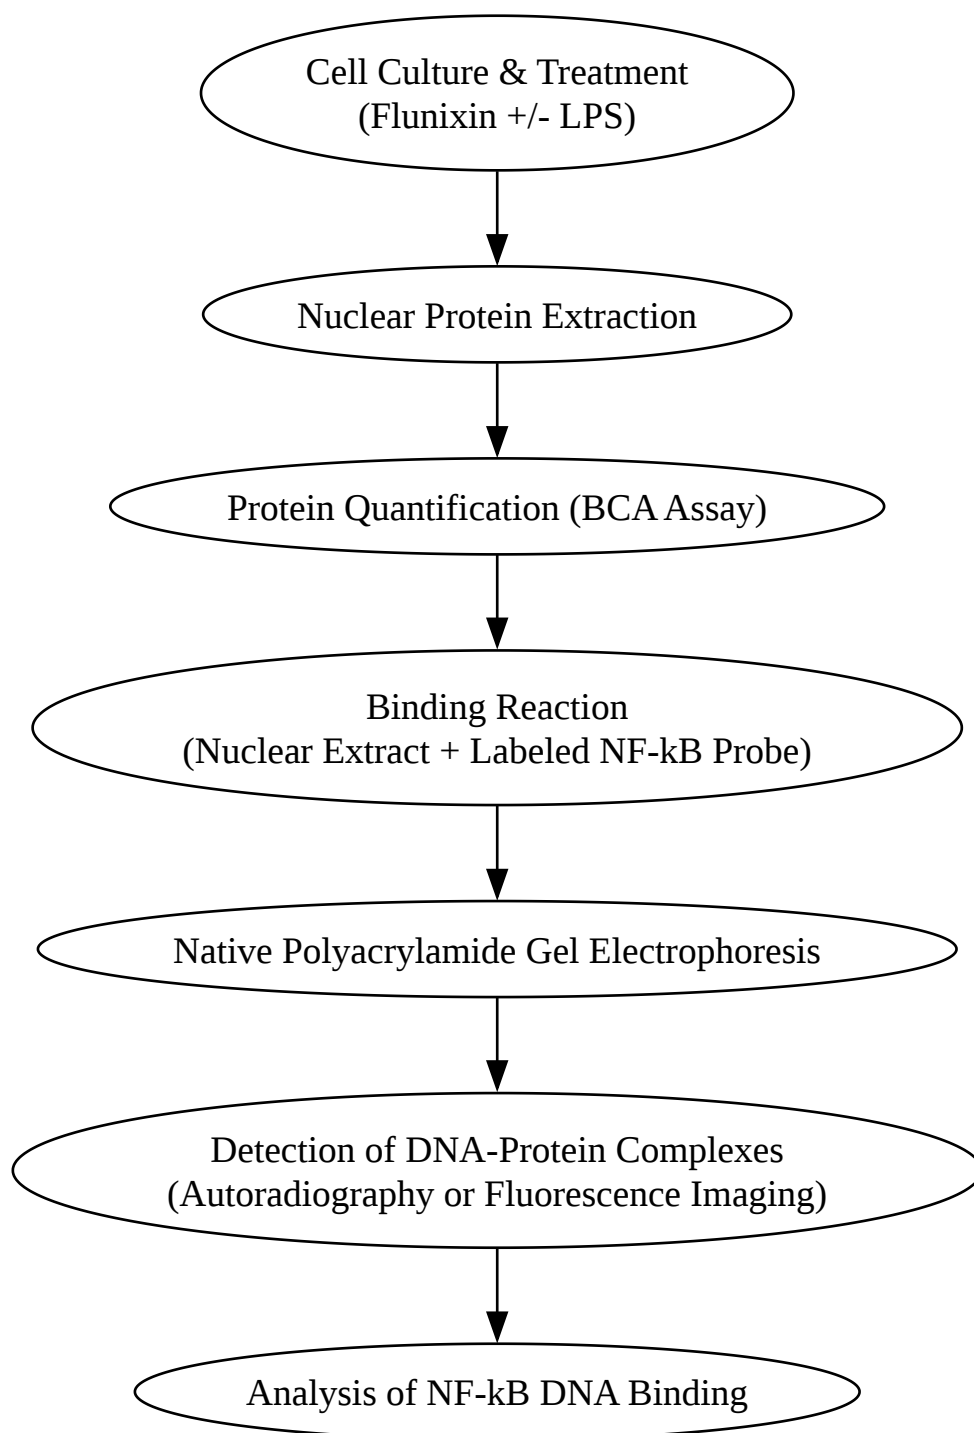 Cell Culture & Treatment
(Flunixin +/- LPS)
Nuclear Protein Extraction
Protein Quantification (BCA Assay)
Binding Reaction
(Nuclear Extract + Labeled NF-kB Probe)
Native Polyacrylamide Gel Electrophoresis
Detection of DNA-Protein Complexes
(Autoradiography or Fluorescence Imaging)
Analysis of NF-kB DNA Binding